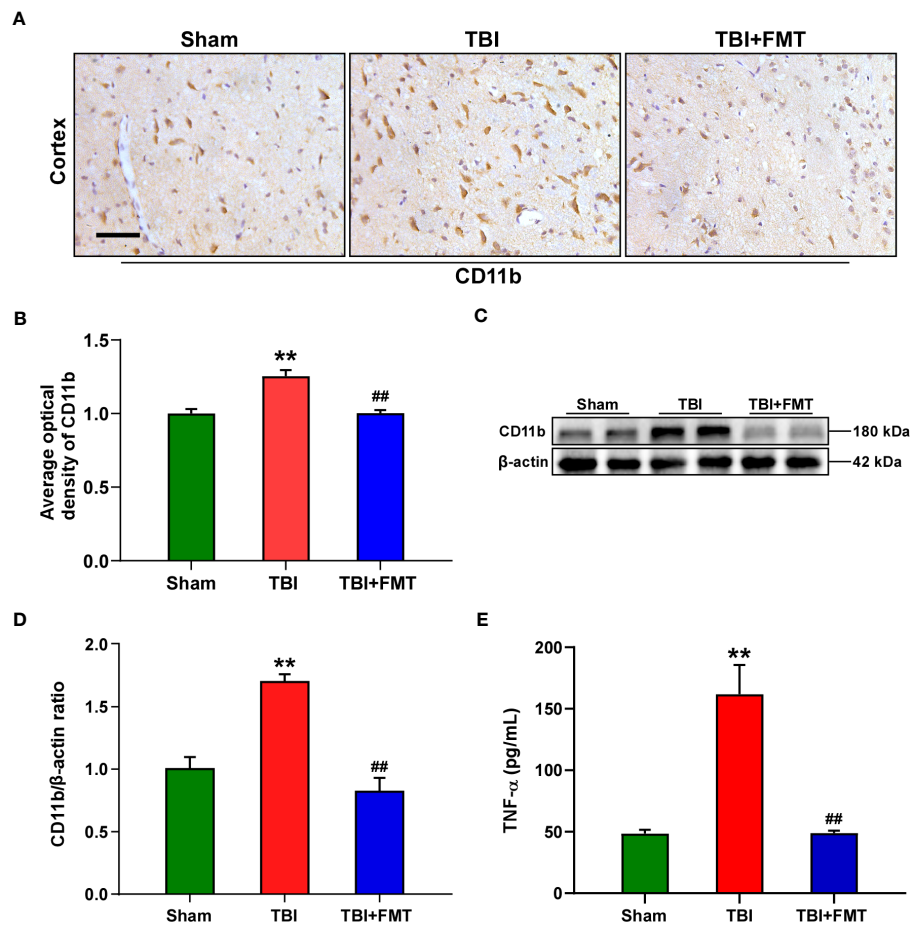 A
Sham TBI TBI+FMT
Cortex
CD11b
B
Average optical
density of CD11b
1.5
1.0
0.5
0.0
**
##
Sham TBI TBI+FMT
C
Sham TBI TBI+FMT
CD11b 180 kDa
β-actin 42 kDa
D
CD11b/β-actin ratio
2.0
1.5
1.0
0.5
0.0
**
##
Sham TBI TBI+FMT
E
TNF-α (pg/mL)
200
150
100
50
0
**
##
Sham TBI TBI+FMT